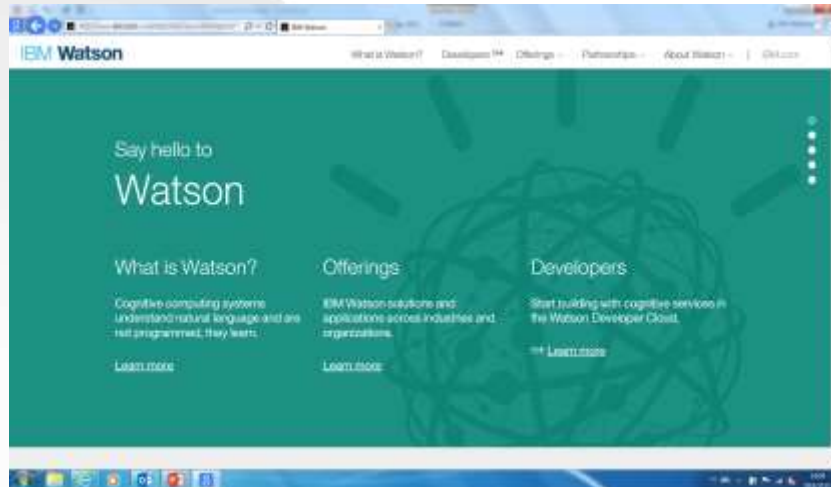 IBM Watson
What is Watson? Developers Offerings Partnerships About Watson |
Say hello to
Watson
What is Watson?
Cognitive computing systems
understand natural language and are
not programmed, they learn.
Learn more
Offerings
IBM Watson solutions and
applications across industries and
organizations.
Learn more
Developers
Start building with cognitive services in
the Watson Developer Cloud.
Learn more